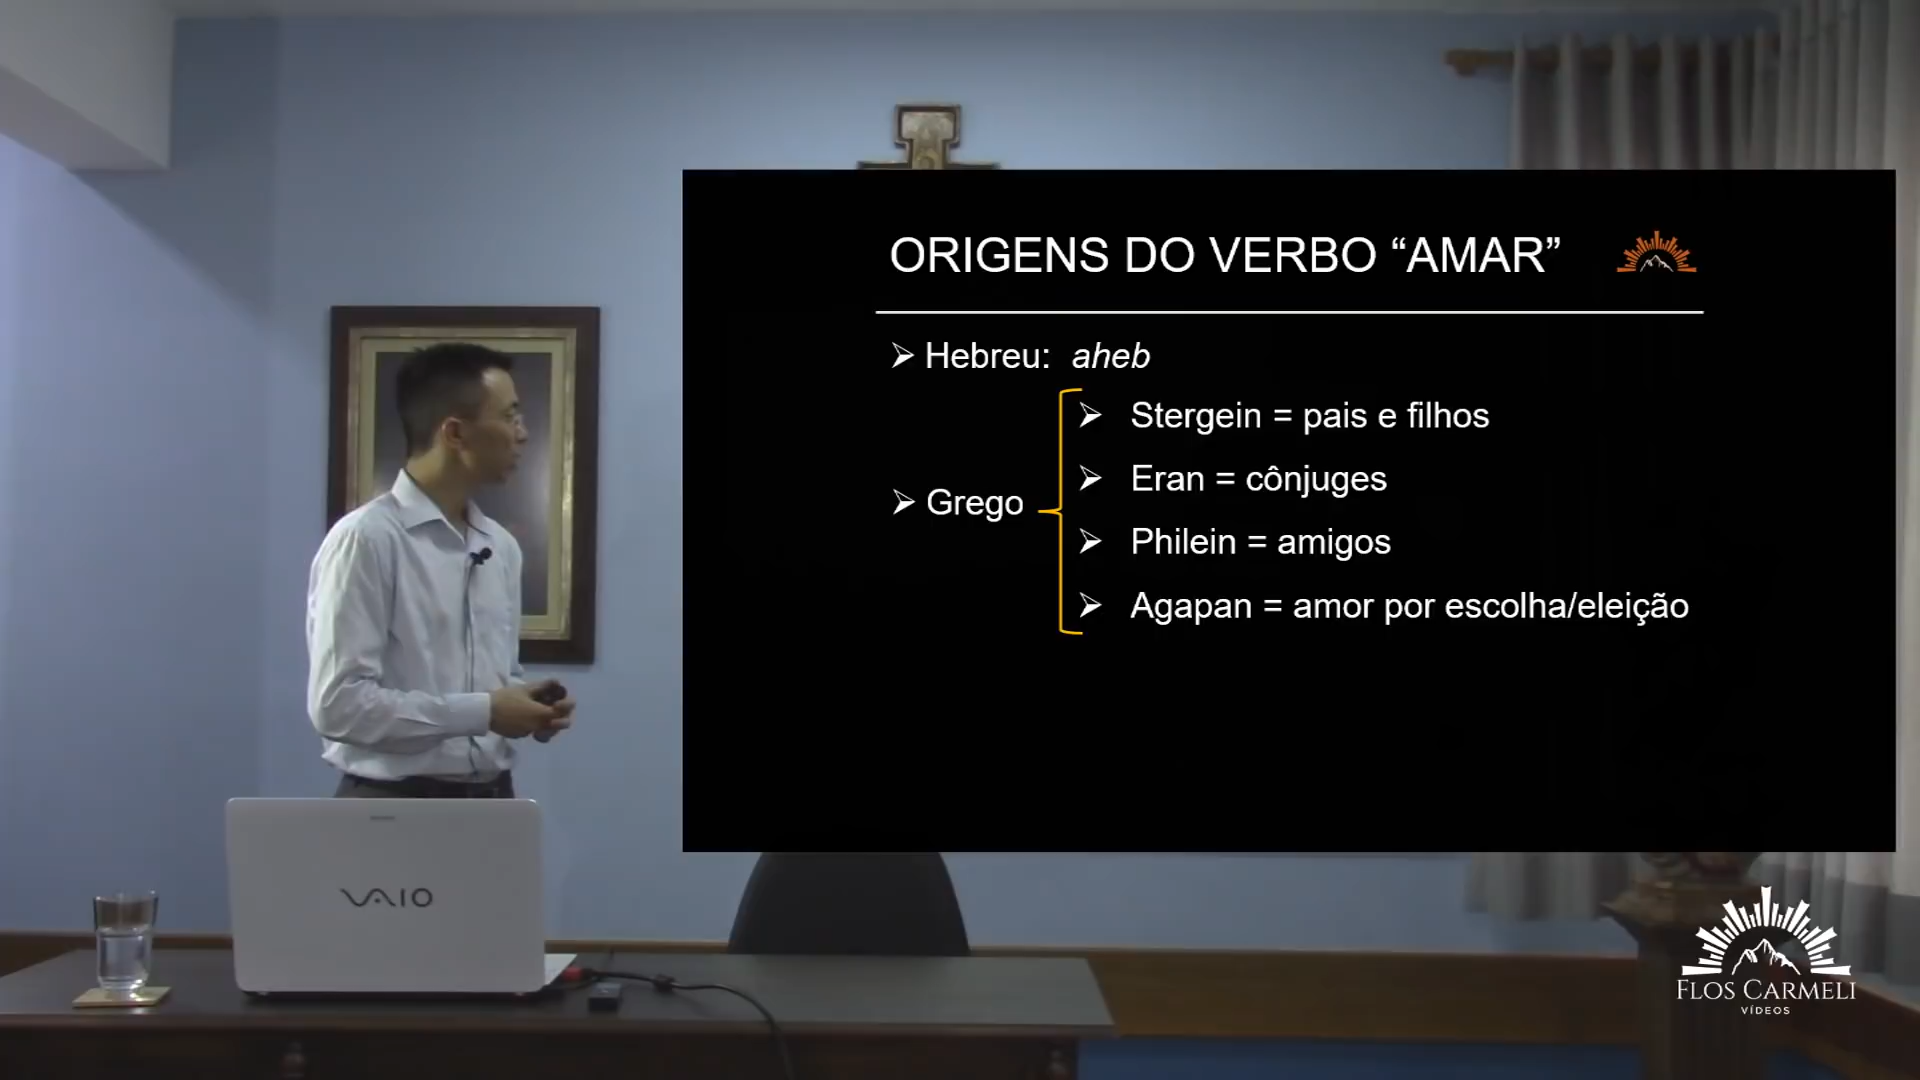 ORIGENS DO VERBO “AMAR”
Hebreu: aheb
Grego
Stergein = pais e filhos
Eran = cônjuges
Philein = amigos
Agapan = amor por escolha/eleição
VAIO
FLOS CARMELI
VÍDEOS